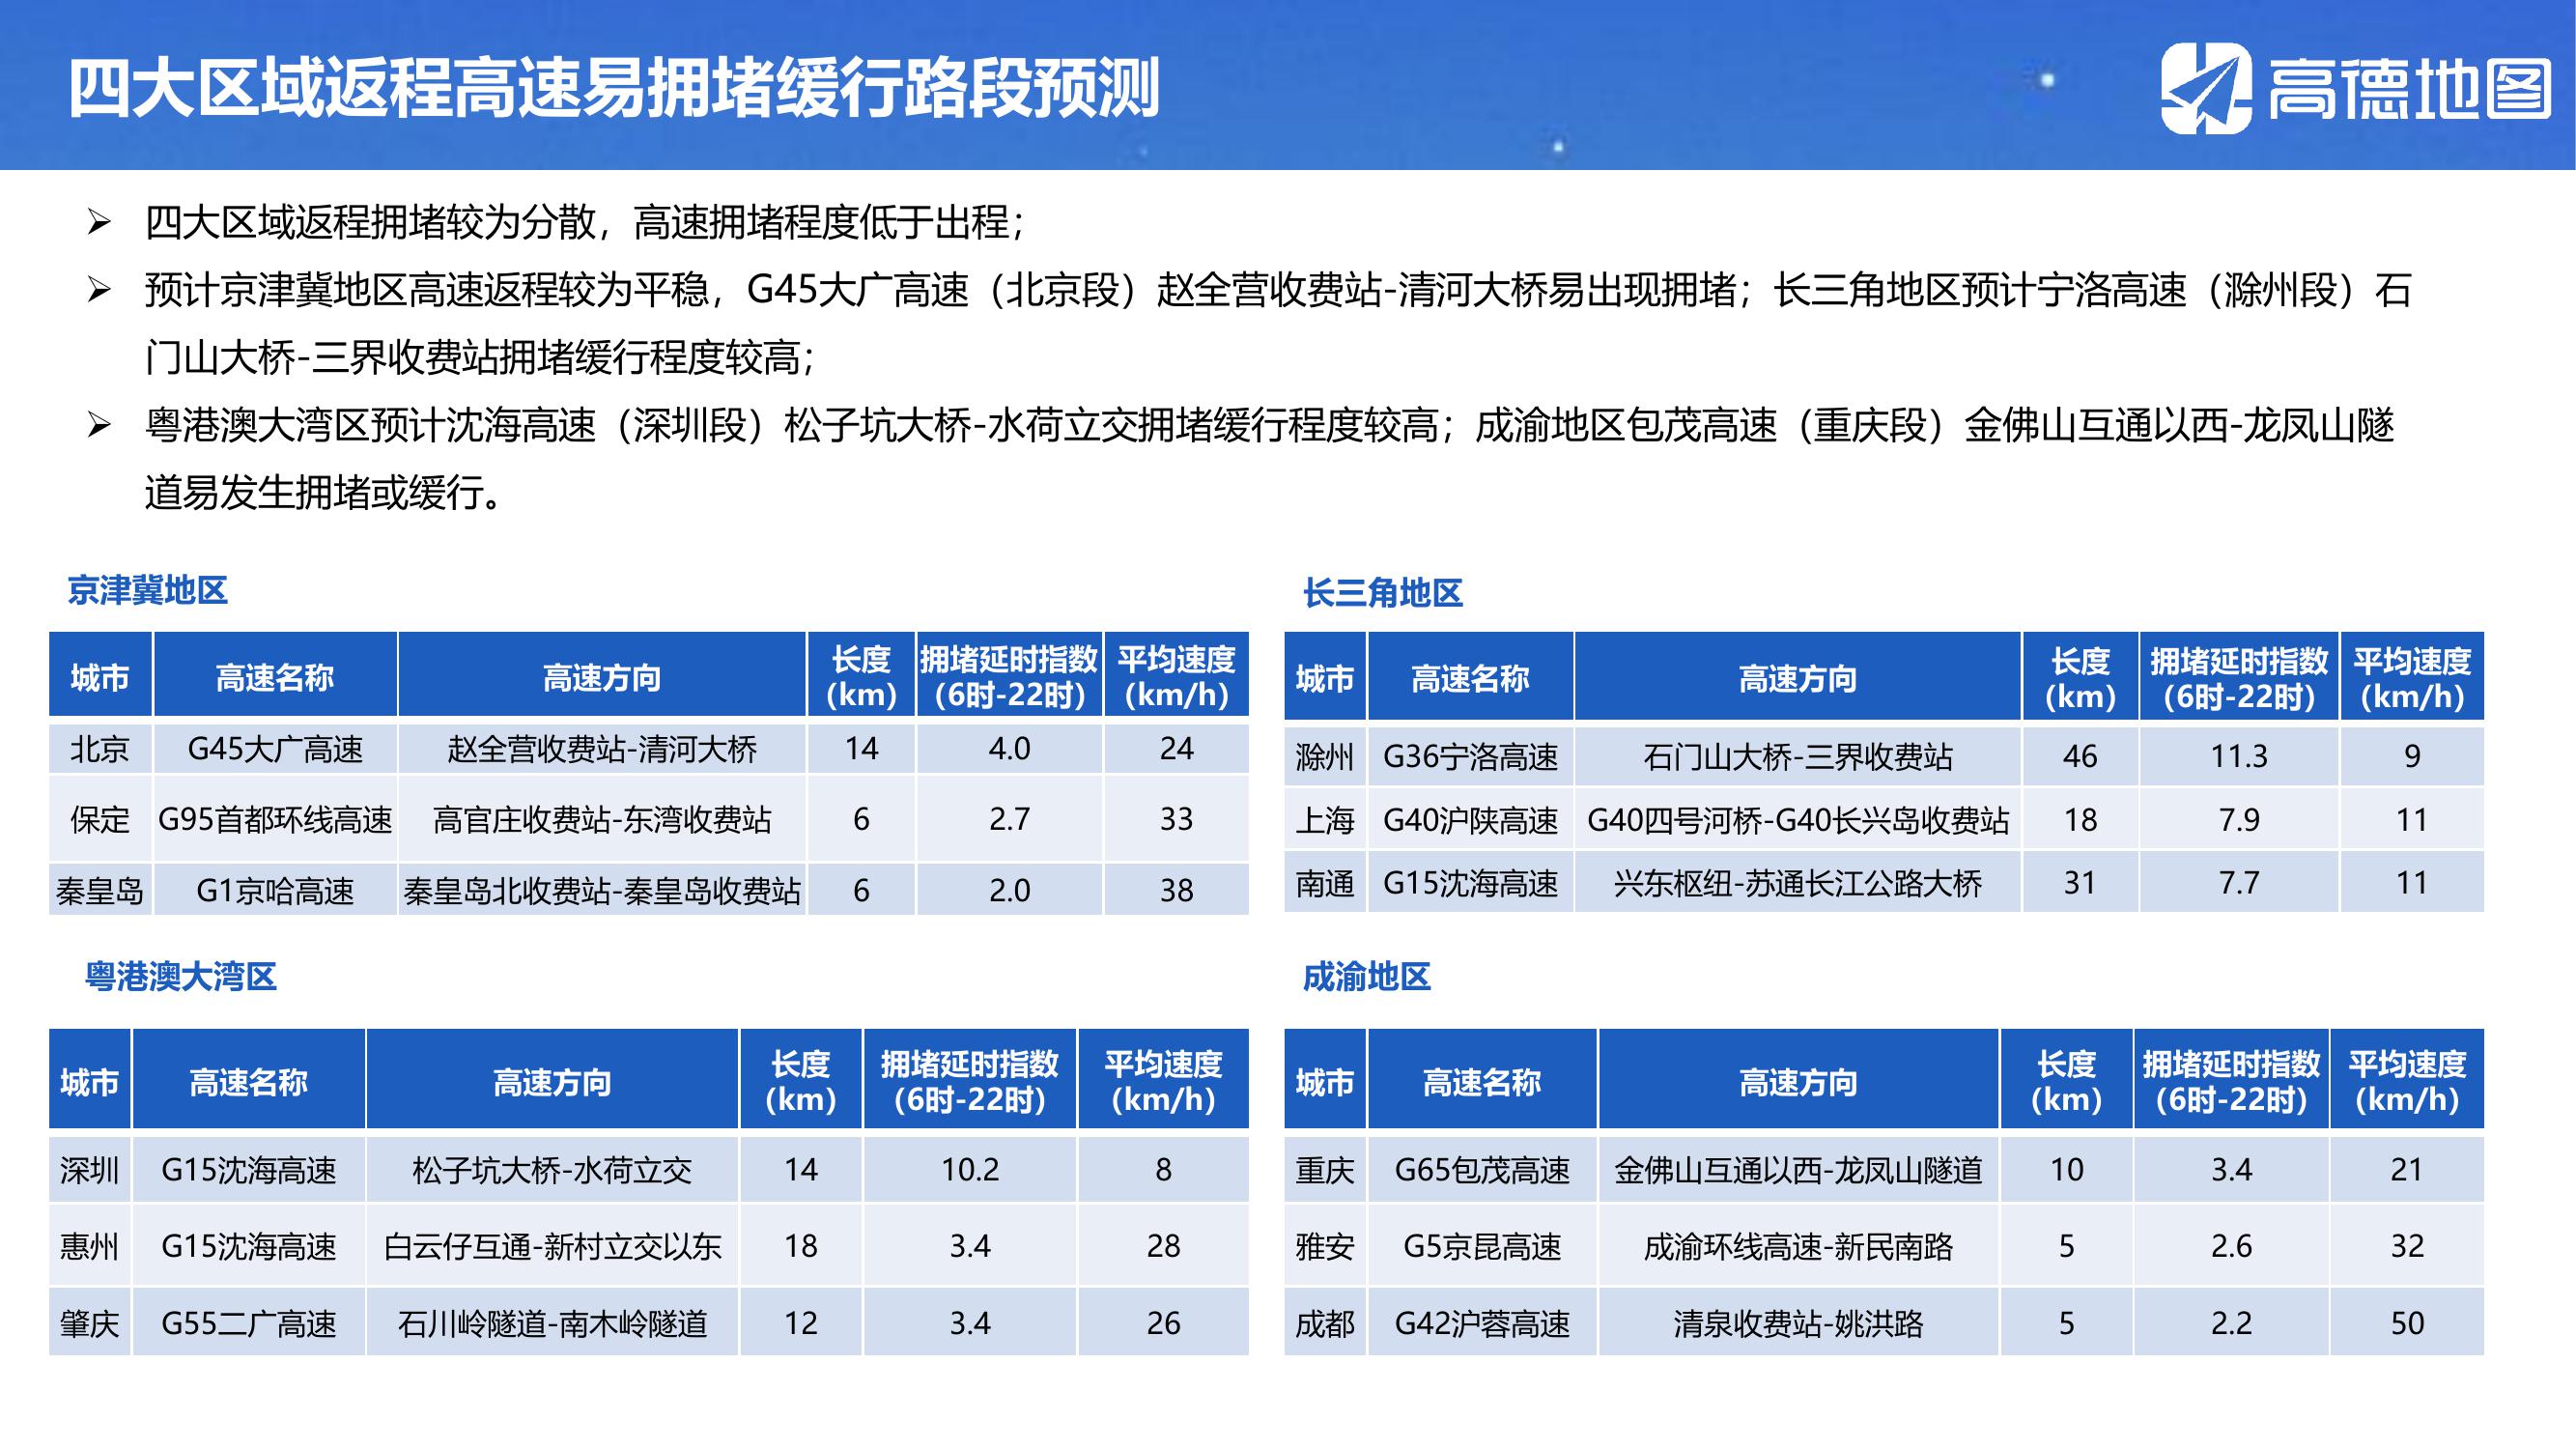 四大区域返程高速易拥堵缓行路段预测
高德地图
四大区域返程拥堵较为分散，高速拥堵程度低于出程；
预计京津冀地区高速返程较为平稳，G45大广高速（北京段）赵全营收费站-清河大桥易出现拥堵；长三角地区预计宁洛高速（滁州段）石
门山大桥-三界收费站拥堵缓行程度较高；
粤港澳大湾区预计沈海高速（深圳段）松子坑大桥-水荷立交拥堵缓行程度较高；成渝地区包茂高速（重庆段）金佛山互通以西-龙凤山隧
道易发生拥堵或缓行。
京津冀地区
城市 高速名称 高速方向 长度(km) 拥堵延时指数(6时-22时) 平均速度(km/h)
北京 G45大广高速 赵全营收费站-清河大桥 14 4.0 24
保定 G95首都环线高速 高官庄收费站-东湾收费站 6 2.7 33
秦皇岛 G1京哈高速 秦皇岛北收费站-秦皇岛收费站 6 2.0 38
长三角地区
城市 高速名称 高速方向 长度(km) 拥堵延时指数(6时-22时) 平均速度(km/h)
滁州 G36宁洛高速 石门山大桥-三界收费站 46 11.3 9
上海 G40沪陕高速 G40四号河桥-G40长兴岛收费站 18 7.9 11
南通 G15沈海高速 兴东枢纽-苏通长江公路大桥 31 7.7 11
粤港澳大湾区
城市 高速名称 高速方向 长度(km) 拥堵延时指数(6时-22时) 平均速度(km/h)
深圳 G15沈海高速 松子坑大桥-水荷立交 14 10.2 8
惠州 G15沈海高速 白云仔互通-新村立交以东 18 3.4 28
肇庆 G55二广高速 石川岭隧道-南木岭隧道 12 3.4 26
成渝地区
城市 高速名称 高速方向 长度(km) 拥堵延时指数(6时-22时) 平均速度(km/h)
重庆 G65包茂高速 金佛山互通以西-龙凤山隧道 10 3.4 21
雅安 G5京昆高速 成渝环线高速-新民南路 5 2.6 32
成都 G42沪蓉高速 清泉收费站-姚洪路 5 2.2 50